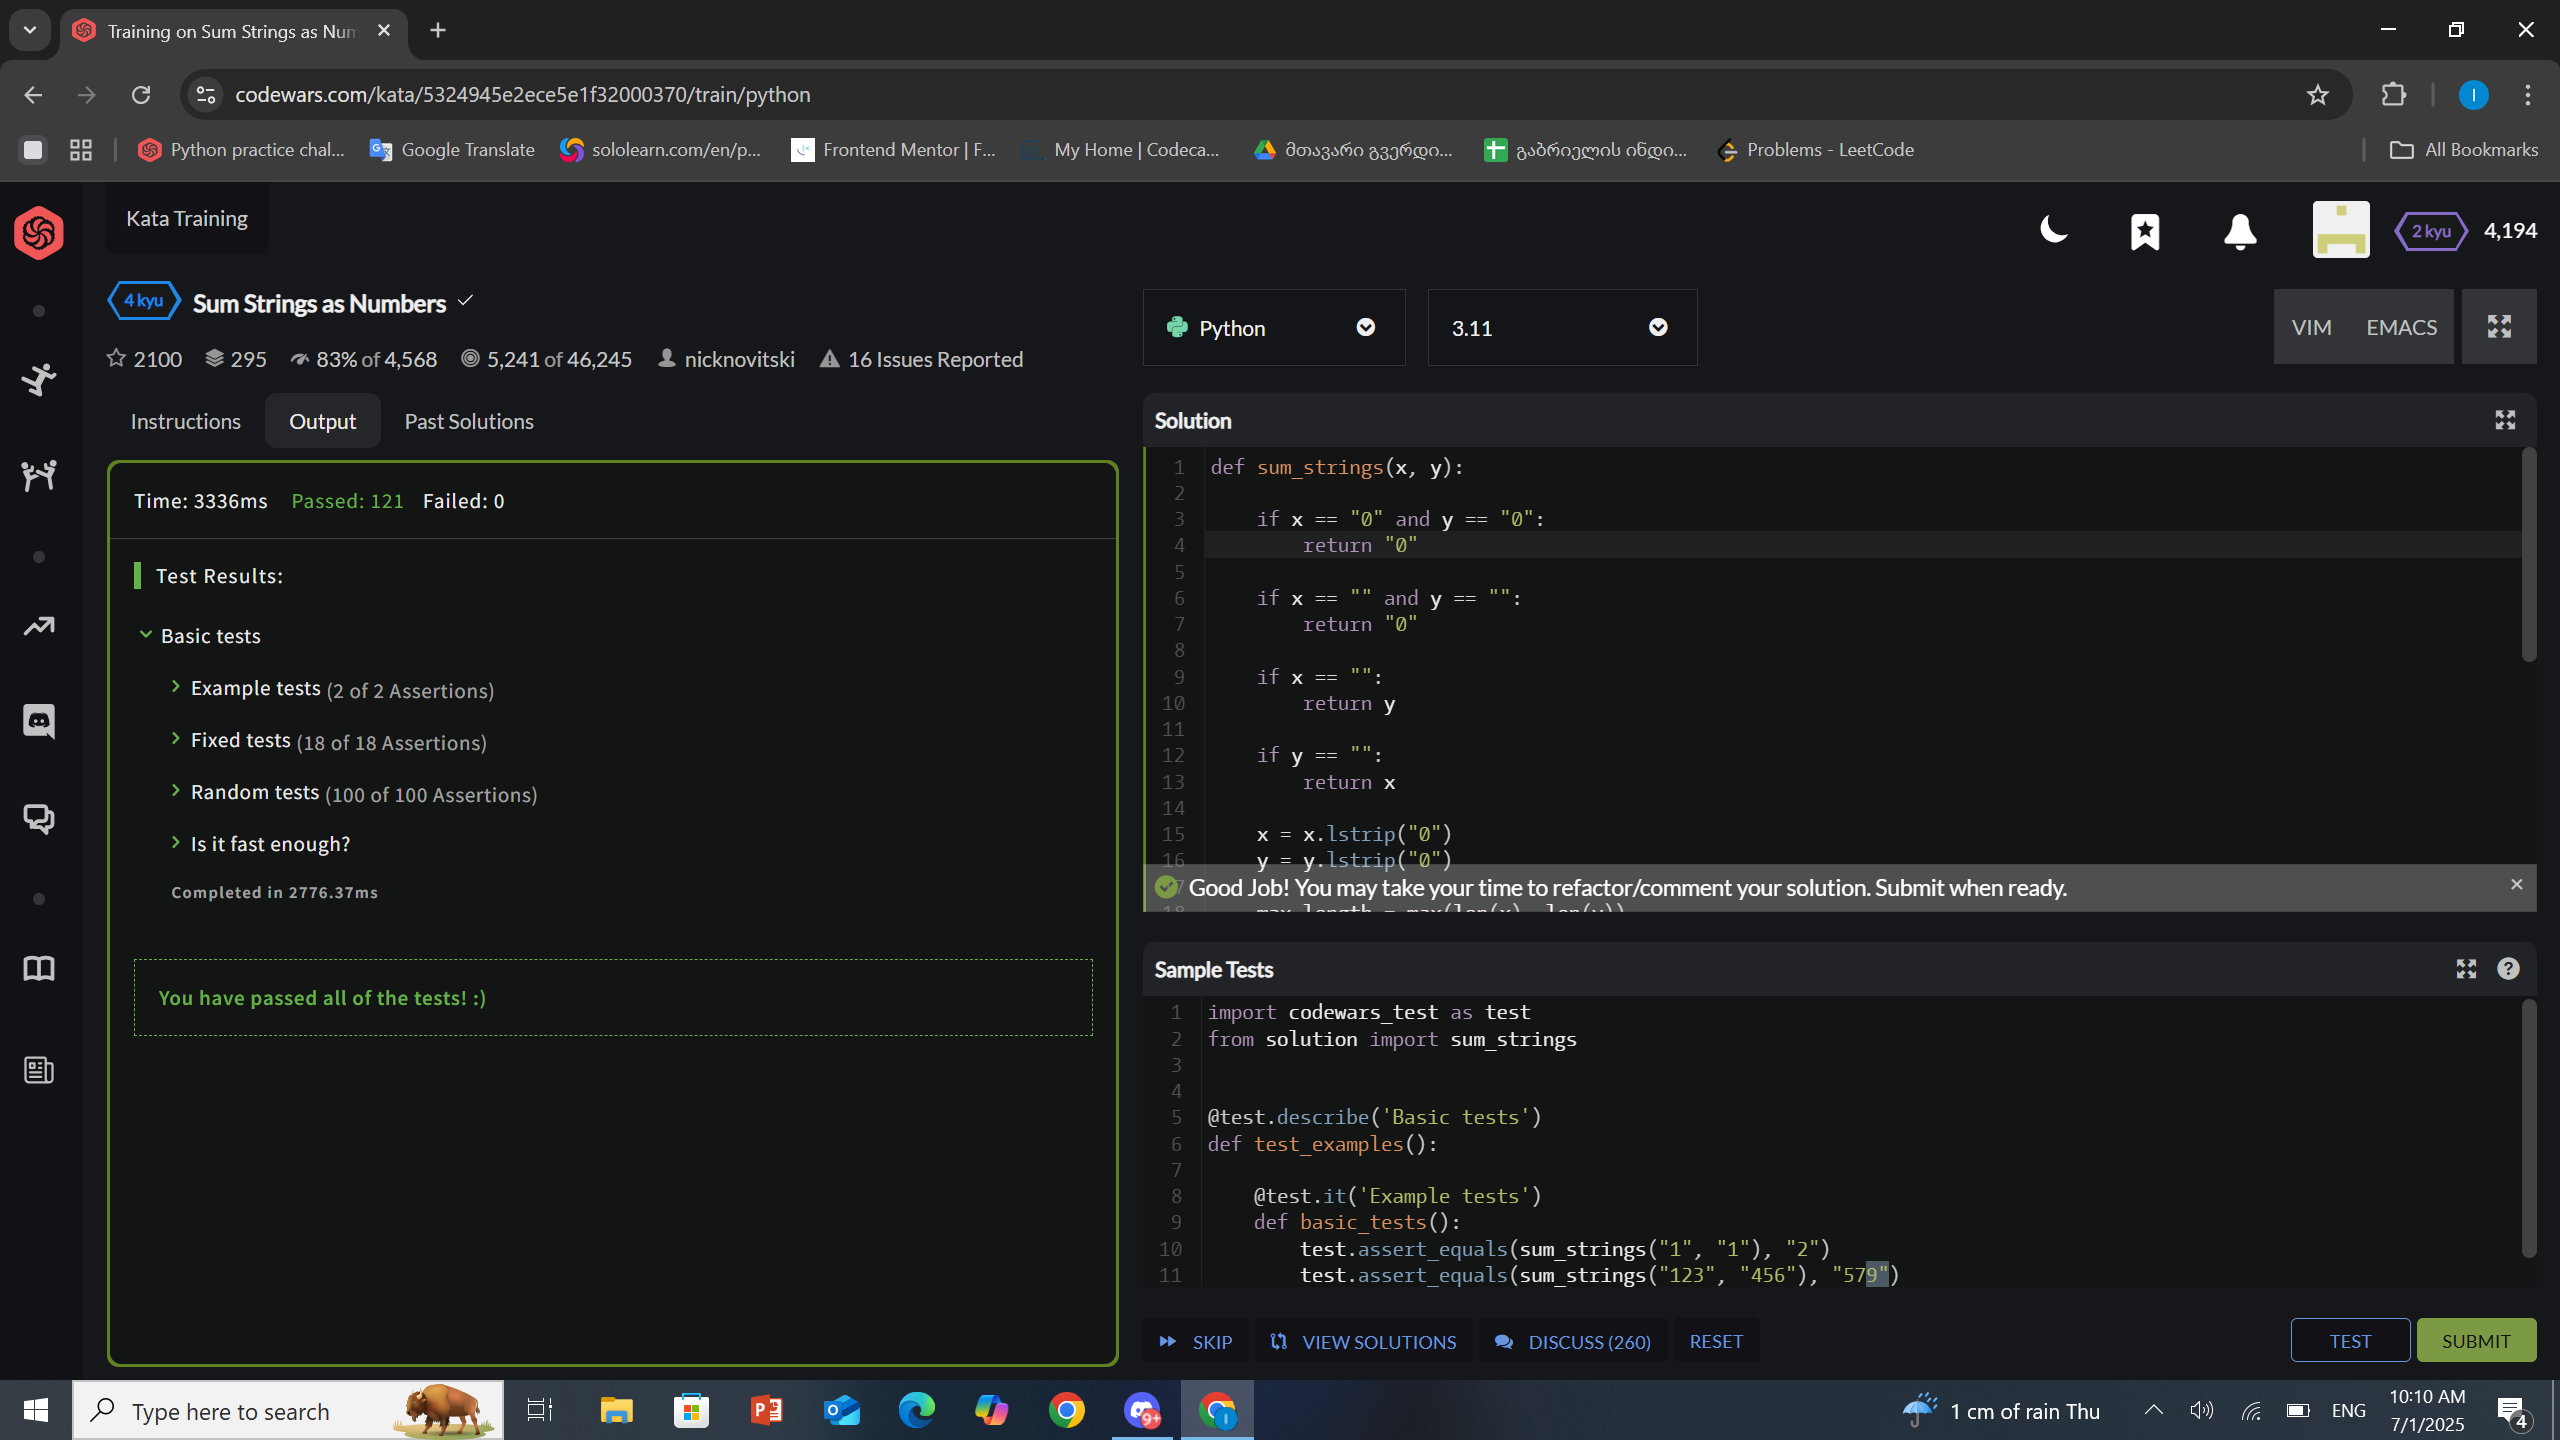 Training on Sum Strings as Num
codewars.com/kata/5324945e2ece5e1f32000370/train/python
I
Python practice chal...
Google Translate
sololearn.com/en/p...
Frontend Mentor | F...
My Home | Codeca...
მთავარი გვერდი...
გაბრიელის ინდი...
Problems - LeetCode
All Bookmarks
Kata Training
2 kyu
4,194
4 kyu
Sum Strings as Numbers
2100
295
83% of 4,568
5,241 of 46,245
nicknovitski
16 Issues Reported
Python
3.11
VIM
EMACS
Instructions
Output
Past Solutions
Time: 3336ms Passed: 121 Failed: 0
Test Results:
Basic tests
Example tests (2 of 2 Assertions)
Fixed tests (18 of 18 Assertions)
Random tests (100 of 100 Assertions)
Is it fast enough?
Completed in 2776.37ms
You have passed all of the tests! :)
Solution
1 def sum_strings(x, y):
2
3 if x == "0" and y == "0":
4 return "0"
5
6 if x == "" and y == "":
7 return "0"
8
9 if x == "":
10 return y
11
12 if y == "":
13 return x
14
15 x = x.lstrip("0")
16 y = y.lstrip("0")
Good Job! You may take your time to refactor/comment your solution. Submit when ready.
18 max_length = max(len(x), len(y))
Sample Tests
1 import codewars_test as test
2 from solution import sum_strings
3
4
5 @test.describe('Basic tests')
6 def test_examples():
7
8 @test.it('Example tests')
9 def basic_tests():
10 test.assert_equals(sum_strings("1", "1"), "2")
11 test.assert_equals(sum_strings("123", "456"), "579")
SKIP
VIEW SOLUTIONS
DISCUSS (260)
RESET
TEST
SUBMIT
Type here to search
9+
1 cm of rain Thu
ENG
10:10 AM
7/1/2025
4